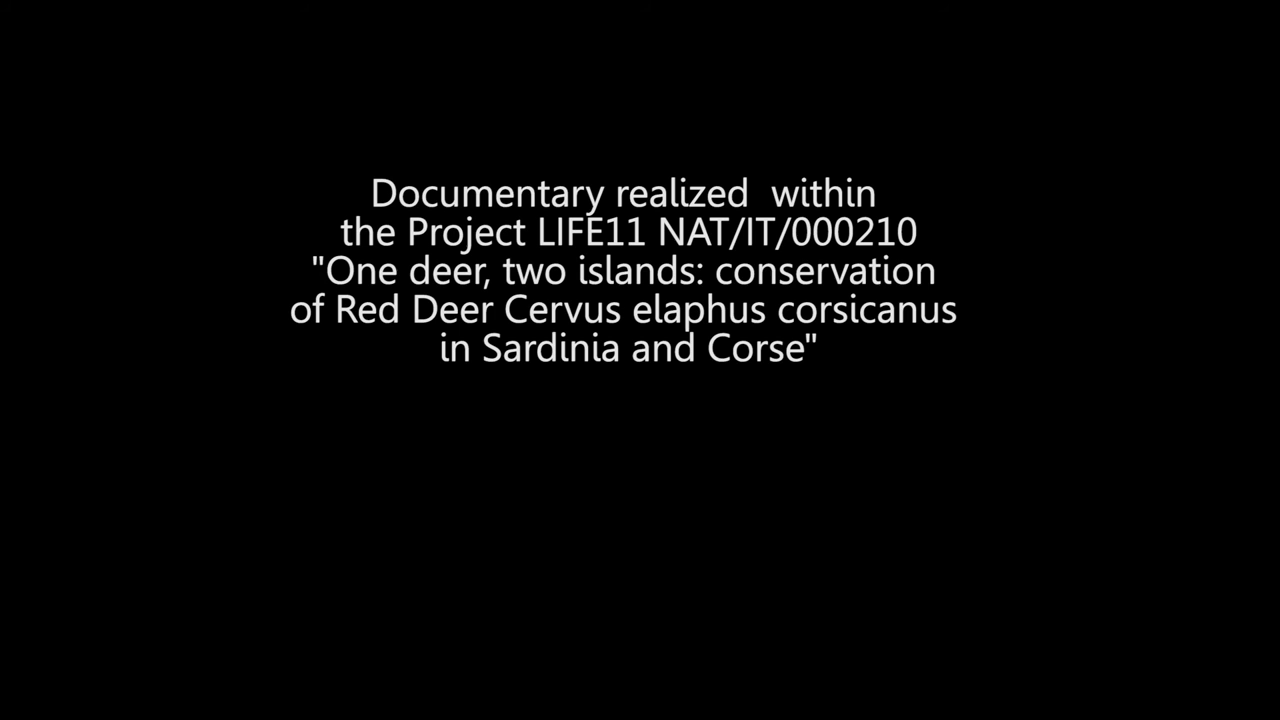 Documentary realized  within
the Project LIFE11 NAT/IT/000210
"One deer, two islands: conservation
of Red Deer Cervus elaphus corsicanus
in Sardinia and Corse"